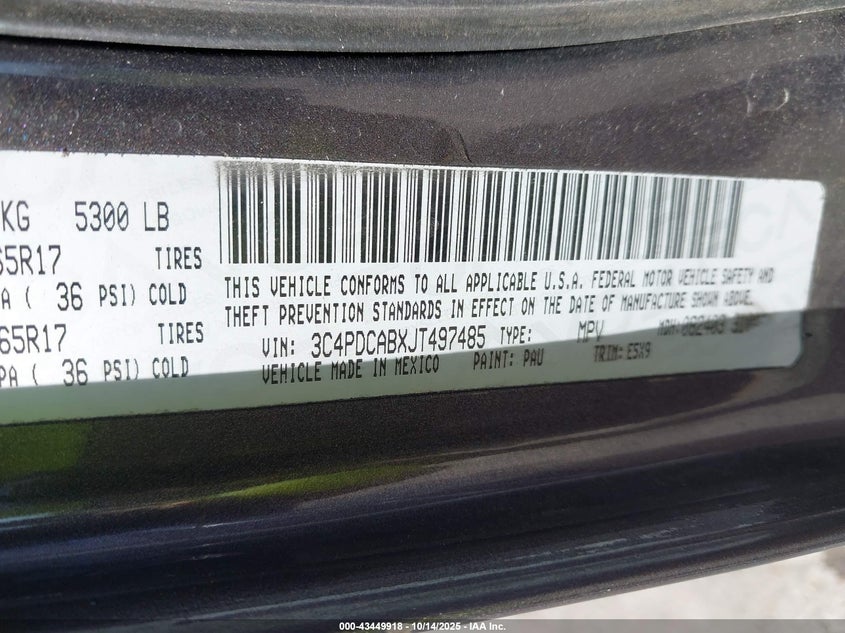 KG 5300 LB
65R17 TIRES
A ( 36 PSI) COLD
65R17 TIRES
PA ( 36 PSI) COLD
THIS VEHICLE CONFORMS TO ALL APPLICABLE U.S.A. FEDERAL MOTOR VEHICLE SAFETY AND
THEFT PREVENTION STANDARDS IN EFFECT ON THE DATE OF MANUFACTURE SHOWN ABOVE.
VIN: 3C4PDCABXJT497485 TYPE: MPV
VEHICLE MADE IN MEXICO PAINT: PAU TRIM: E5X9
000-43449918 - 10/14/2025 - IAA Inc.